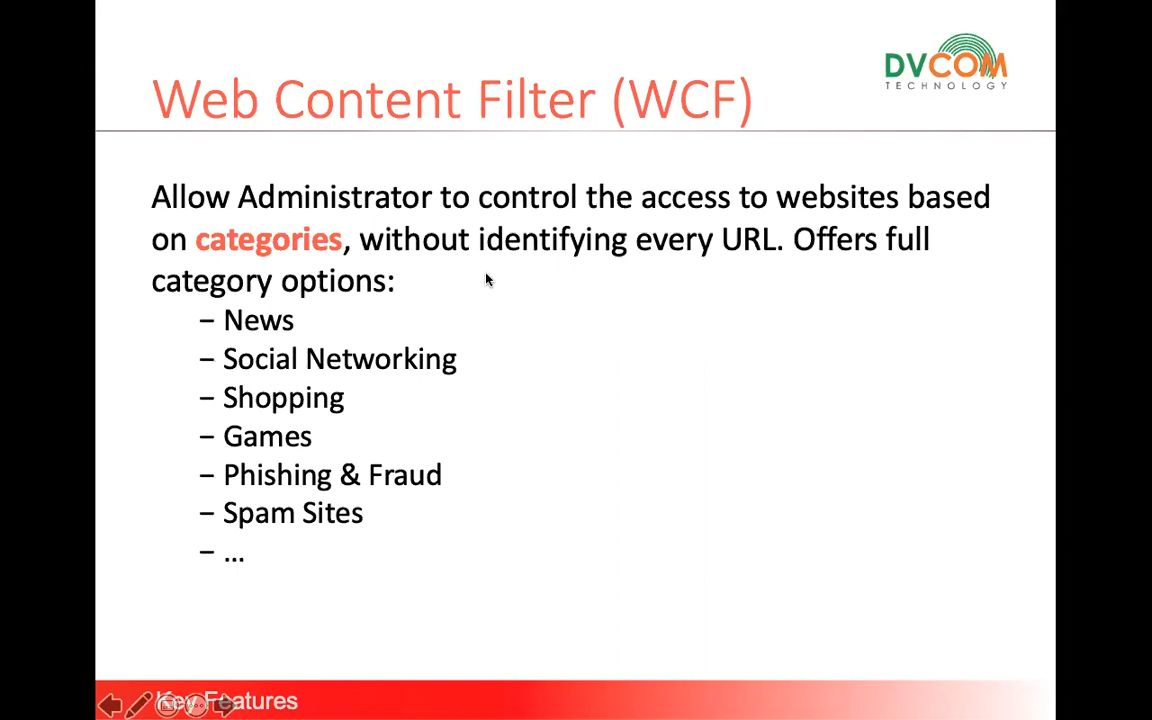 DVCOM
TECHNOLOGY
Web Content Filter (WCF)
Allow Administrator to control the access to websites based
on categories, without identifying every URL. Offers full
category options:
– News
– Social Networking
– Shopping
– Games
– Phishing & Fraud
– Spam Sites
– ...
Key Features